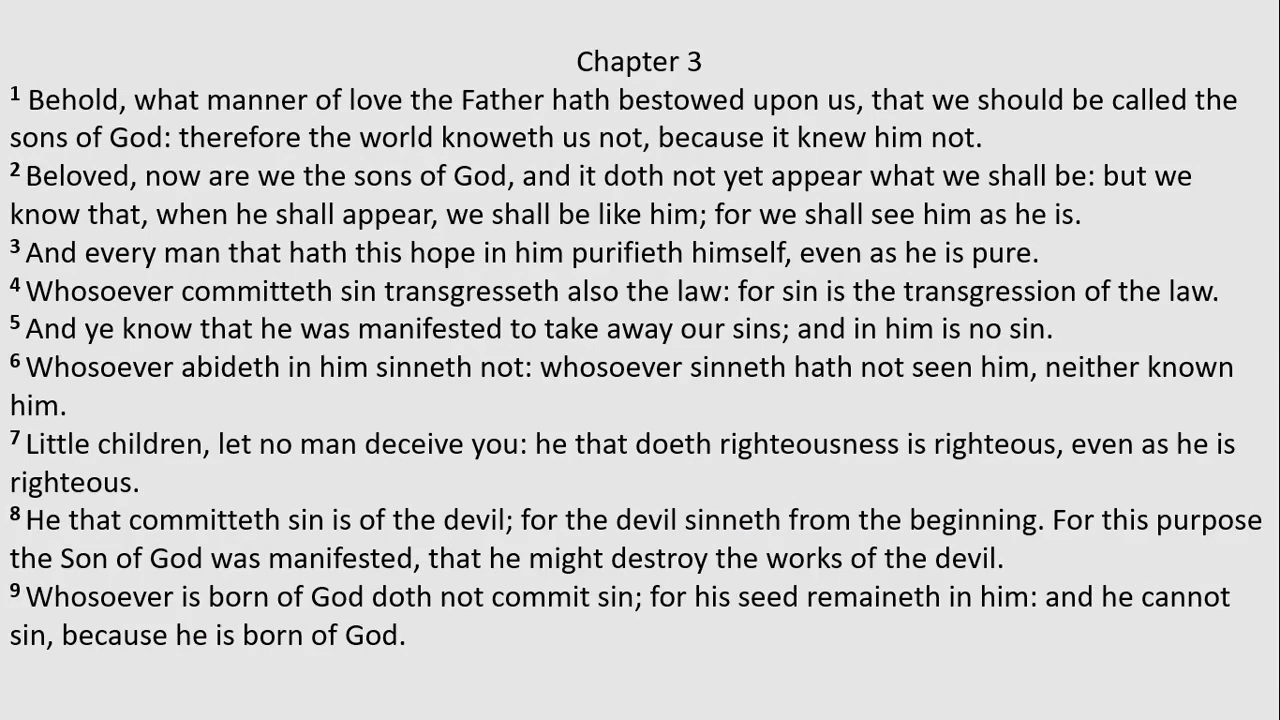 Chapter 3
1 Behold, what manner of love the Father hath bestowed upon us, that we should be called the
sons of God: therefore the world knoweth us not, because it knew him not.
2 Beloved, now are we the sons of God, and it doth not yet appear what we shall be: but we
know that, when he shall appear, we shall be like him; for we shall see him as he is.
3 And every man that hath this hope in him purifieth himself, even as he is pure.
4 Whosoever committeth sin transgresseth also the law: for sin is the transgression of the law.
5 And ye know that he was manifested to take away our sins; and in him is no sin.
6 Whosoever abideth in him sinneth not: whosoever sinneth hath not seen him, neither known
him.
7 Little children, let no man deceive you: he that doeth righteousness is righteous, even as he is
righteous.
8 He that committeth sin is of the devil; for the devil sinneth from the beginning. For this purpose
the Son of God was manifested, that he might destroy the works of the devil.
9 Whosoever is born of God doth not commit sin; for his seed remaineth in him: and he cannot
sin, because he is born of God.